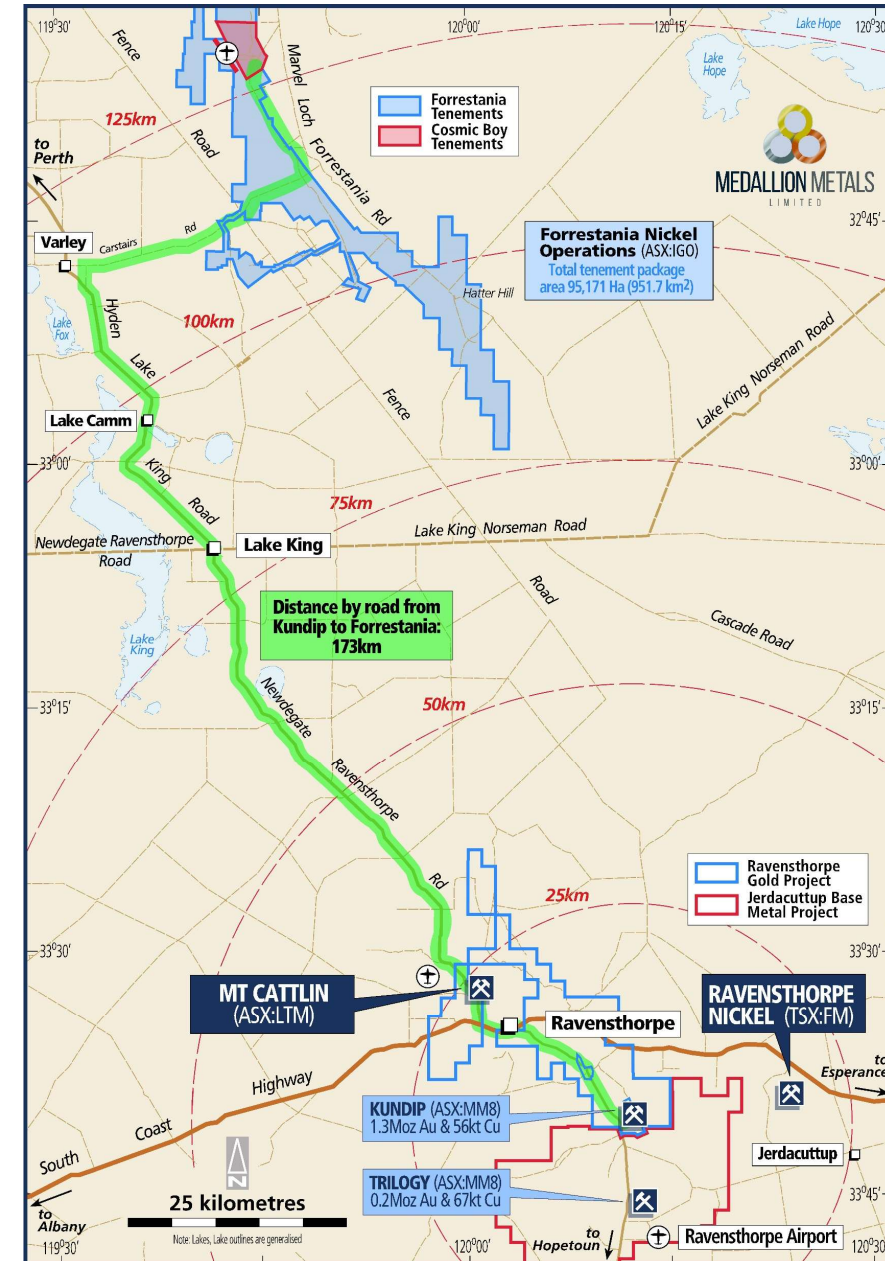 119°30'
120°00'
120°15'
120°30'
Lake Hope
Lake
Hope
Fence
Road
Marvel
Loch
Forrestania Rd
125km
to
Perth
Forrestania
Tenements
Cosmic Boy
Tenements
MEDALLION METALS
LIMITED
32°45'
Varley
Carstairs
Rd
Forrestania Nickel
Operations (ASX:IGO)
Total tenement package
area 95,171 Ha (951.7 km²)
Hatter Hill
Hyden
Lake
Fox
100km
Lake
Lake King Norseman Road
Fence
Lake Camm
33°00'
33°00'
King
Road
75km
Lake King Norseman Road
Newdegate Ravensthorpe
Road
Lake King
Road
Distance by road from
Kundip to Forrestania:
173km
Cascade Road
Lake
King
Newdegate
33°15'
33°15'
50km
Ravensthorpe
Rd
25km
Ravensthorpe
Gold Project
Jerdacuttup Base
Metal Project
33°30'
33°30'
MT CATTLIN
(ASX:LTM)
RAVENSTHORPE
NICKEL (TSX:FM)
Ravensthorpe
to
Esperance
South
Coast
Highway
KUNDIP (ASX:MM8)
1.3Moz Au & 56kt Cu
Jerdacuttup
TRILOGY (ASX:MM8)
0.2Moz Au & 67kt Cu
33°45'
N
25 kilometres
Note: Lakes, Lake outlines are generalised
to
Albany
to
Hopetoun
Ravensthorpe Airport
119°30'
120°00'
120°30'